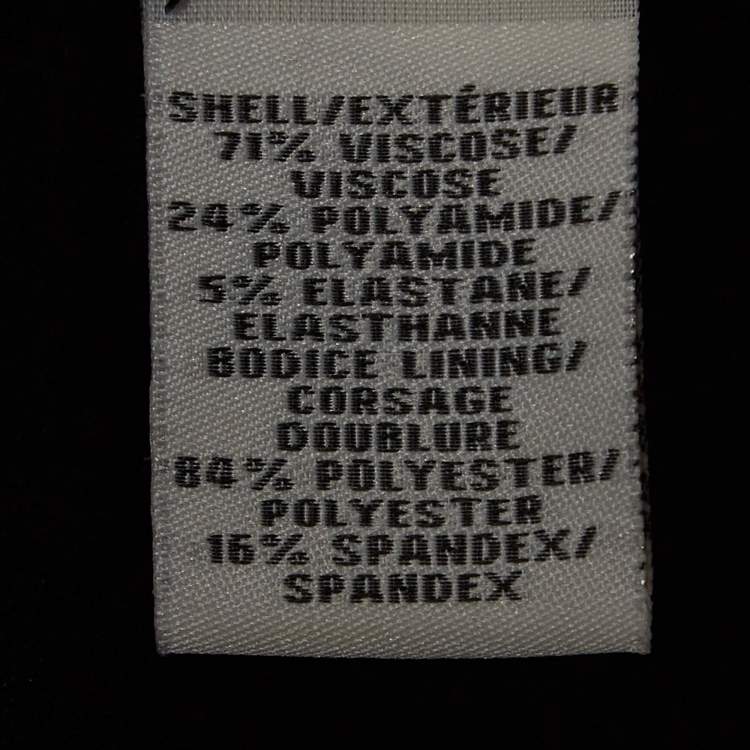 SHELL/EXTÉRIEUR
71% VISCOSE/
VISCOSE
24% POLYAMIDE/
POLYAMIDE
5% ELASTANE/
ELASTHANNE
BODICE LINING/
CORSAGE
DOUBLURE
84% POLYESTER/
POLYESTER
16% SPANDEX/
SPANDEX